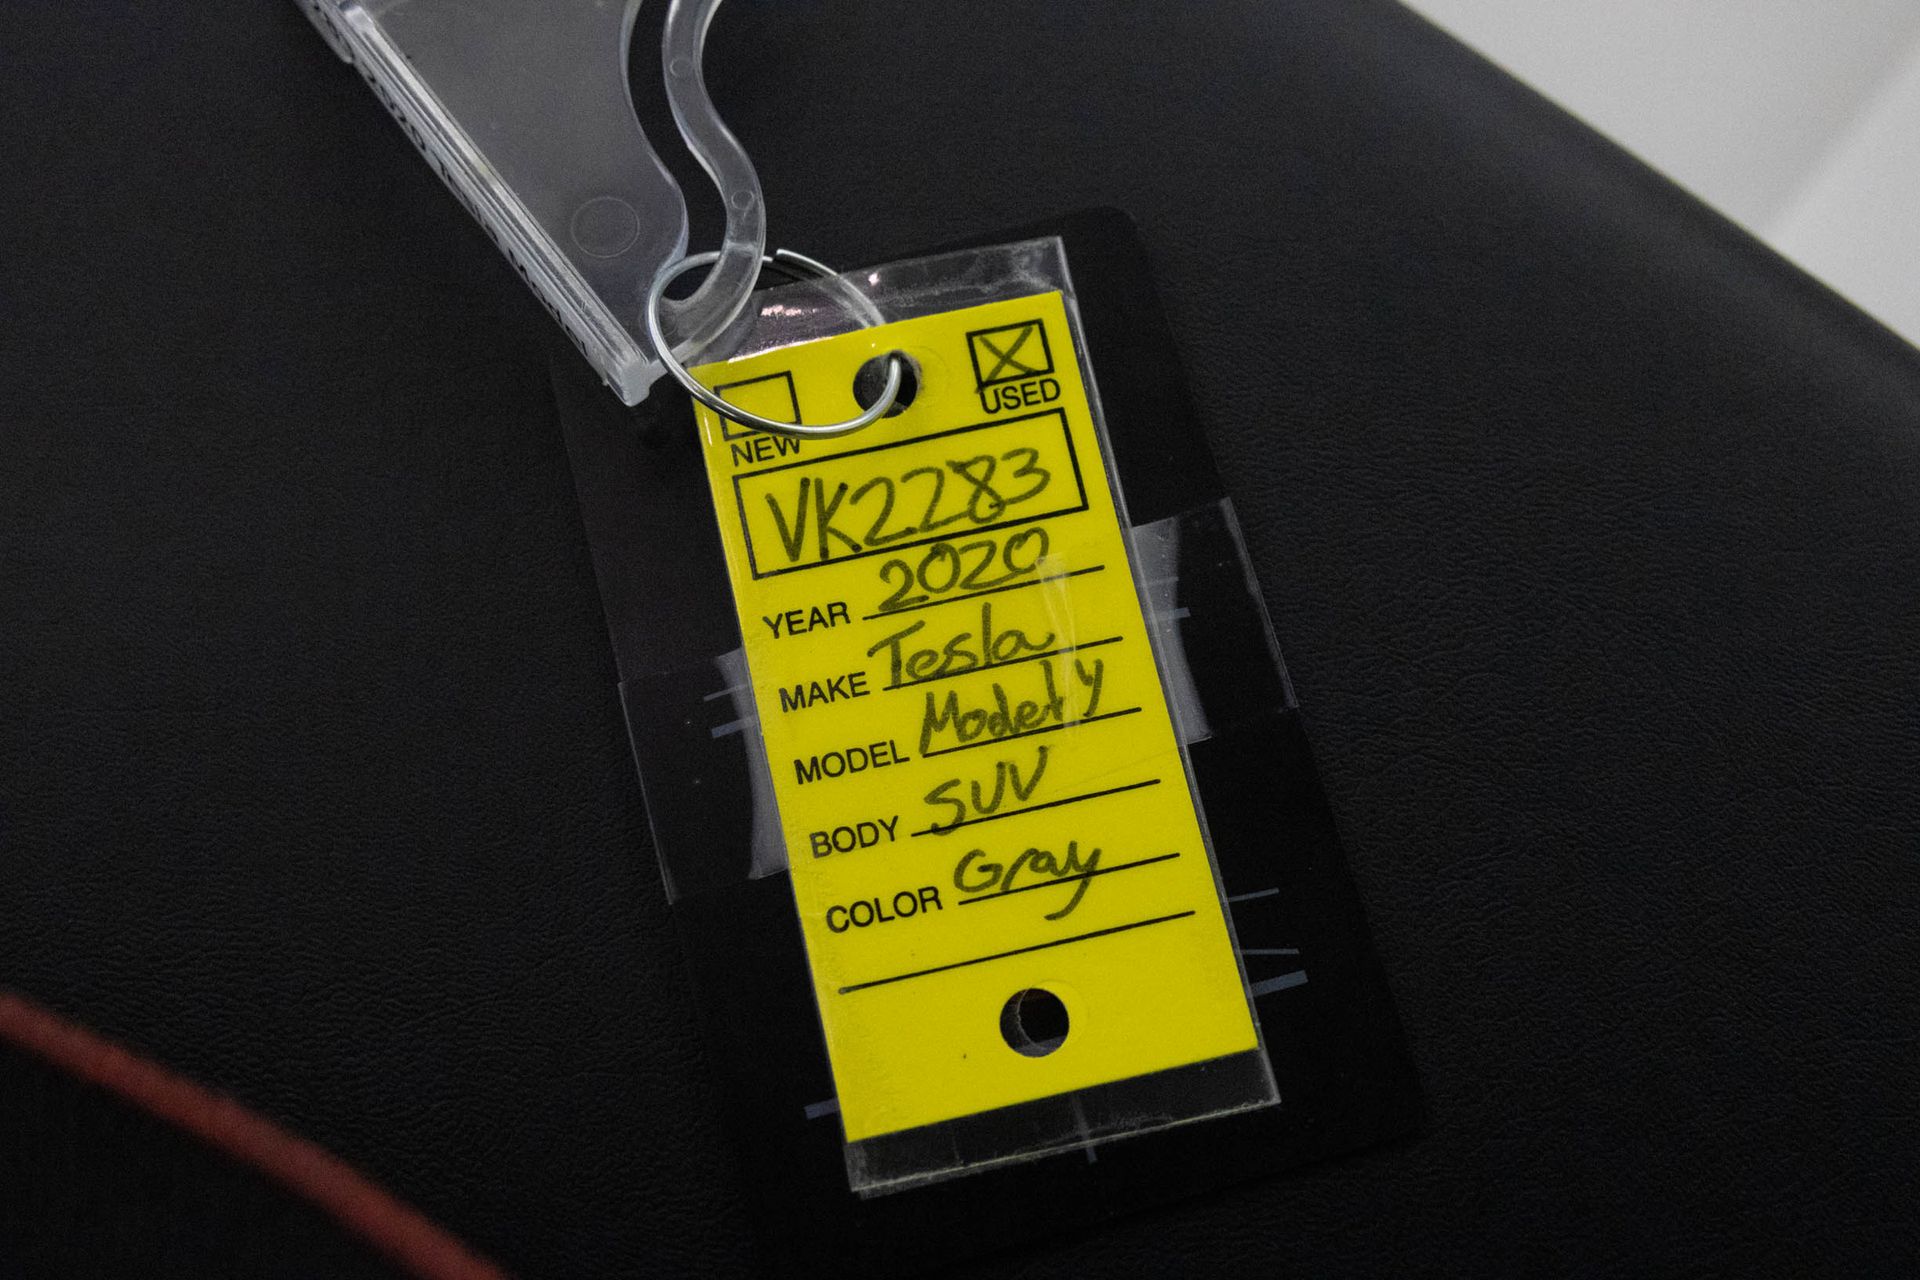 NEW
USED
VK2283
YEAR 2020
MAKE Tesla
MODEL Model y
BODY SUV
COLOR Gray